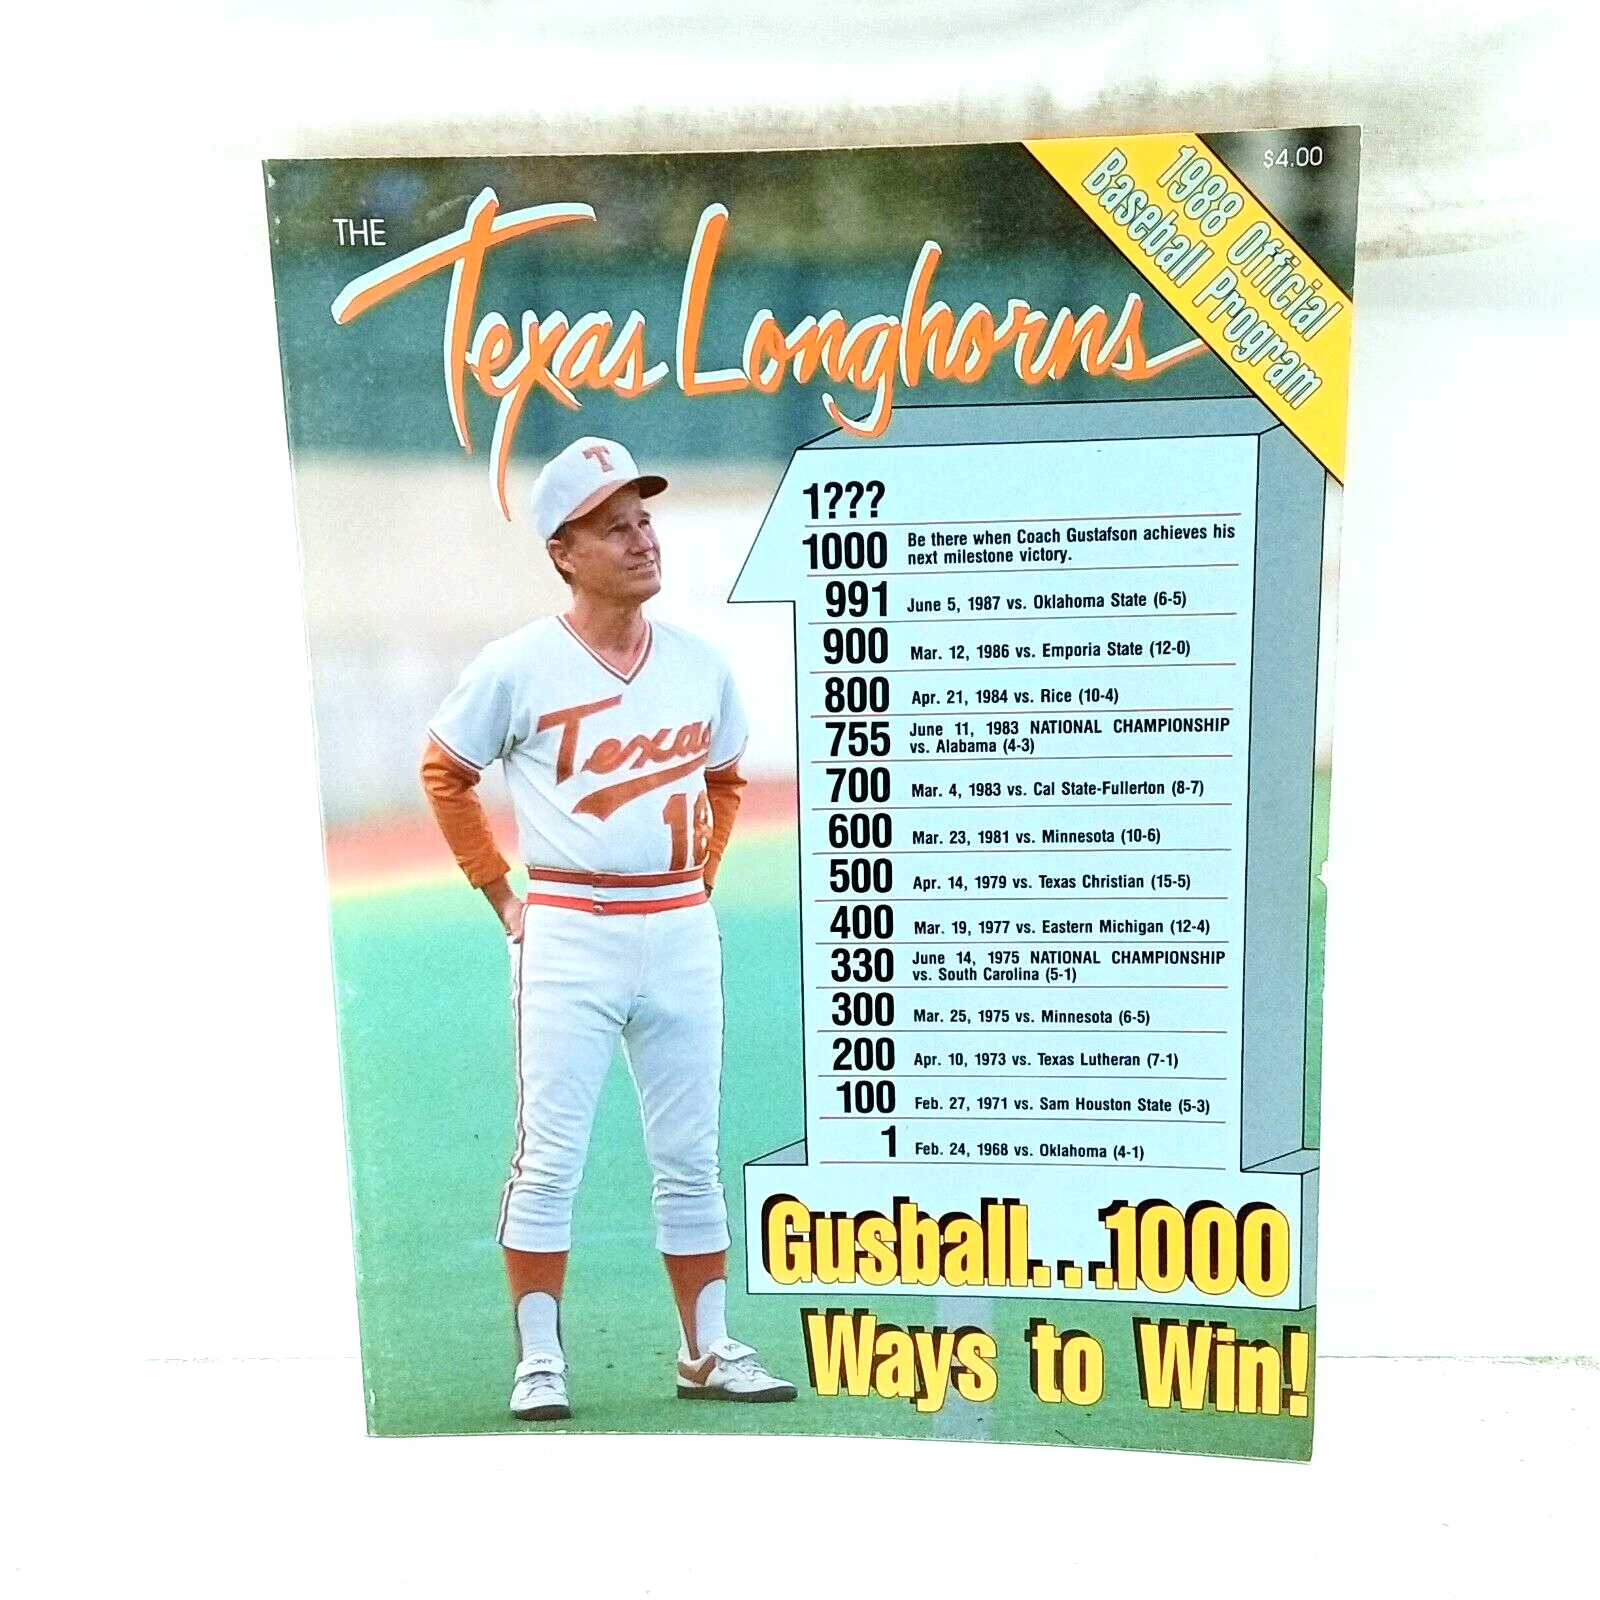 $4.00
1988 Official
Baseball Program
THE
Texas Longhorns
T
Texas
18
1???
1000 Be there when Coach Gustafson achieves his
next milestone victory.
991 June 5, 1987 vs. Oklahoma State (6-5)
900 Mar. 12, 1986 vs. Emporia State (12-0)
800 Apr. 21, 1984 vs. Rice (10-4)
755 June 11, 1983 NATIONAL CHAMPIONSHIP
vs. Alabama (4-3)
700 Mar. 4, 1983 vs. Cal State-Fullerton (8-7)
600 Mar. 23, 1981 vs. Minnesota (10-6)
500 Apr. 14, 1979 vs. Texas Christian (15-5)
400 Mar. 19, 1977 vs. Eastern Michigan (12-4)
330 June 14, 1975 NATIONAL CHAMPIONSHIP
vs. South Carolina (5-1)
300 Mar. 25, 1975 vs. Minnesota (6-5)
200 Apr. 10, 1973 vs. Texas Lutheran (7-1)
100 Feb. 27, 1971 vs. Sam Houston State (5-3)
1 Feb. 24, 1968 vs. Oklahoma (4-1)
Gusball...1000
Ways to Win!